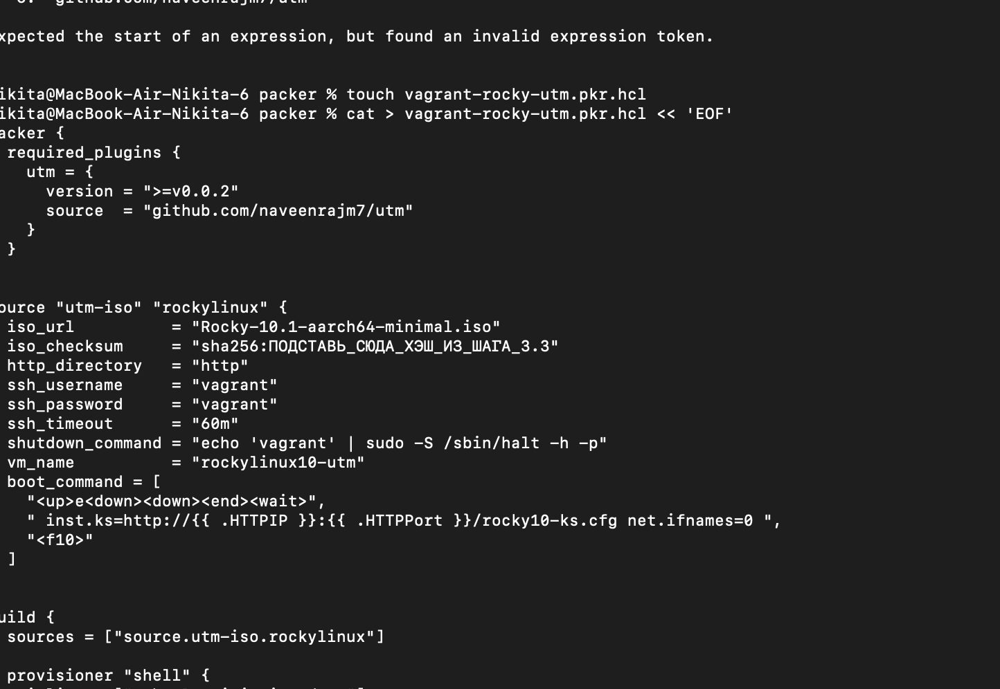 github.com/naveenrajm7/utm
xpected the start of an expression, but found an invalid expression token.
ikita@MacBook-Air-Nikita-6 packer % touch vagrant-rocky-utm.pkr.hcl
ikita@MacBook-Air-Nikita-6 packer % cat > vagrant-rocky-utm.pkr.hcl << 'EOF'
acker {
required_plugins {
utm = {
version = ">=v0.0.2"
source  = "github.com/naveenrajm7/utm"
}
}
ource "utm-iso" "rockylinux" {
iso_url          = "Rocky-10.1-aarch64-minimal.iso"
iso_checksum     = "sha256:ПОДСТАВЬ_СЮДА_ХЭШ_ИЗ_ШАГА_3.3"
http_directory   = "http"
ssh_username     = "vagrant"
ssh_password     = "vagrant"
ssh_timeout      = "60m"
shutdown_command = "echo 'vagrant' | sudo -S /sbin/halt -h -p"
vm_name          = "rockylinux10-utm"
boot_command = [
"<up>e<down><down><end><wait>",
" inst.ks=http://{{ .HTTPIP }}:{{ .HTTPPort }}/rocky10-ks.cfg net.ifnames=0 ",
"<f10>"
]
uild {
sources = ["source.utm-iso.rockylinux"]
provisioner "shell" {